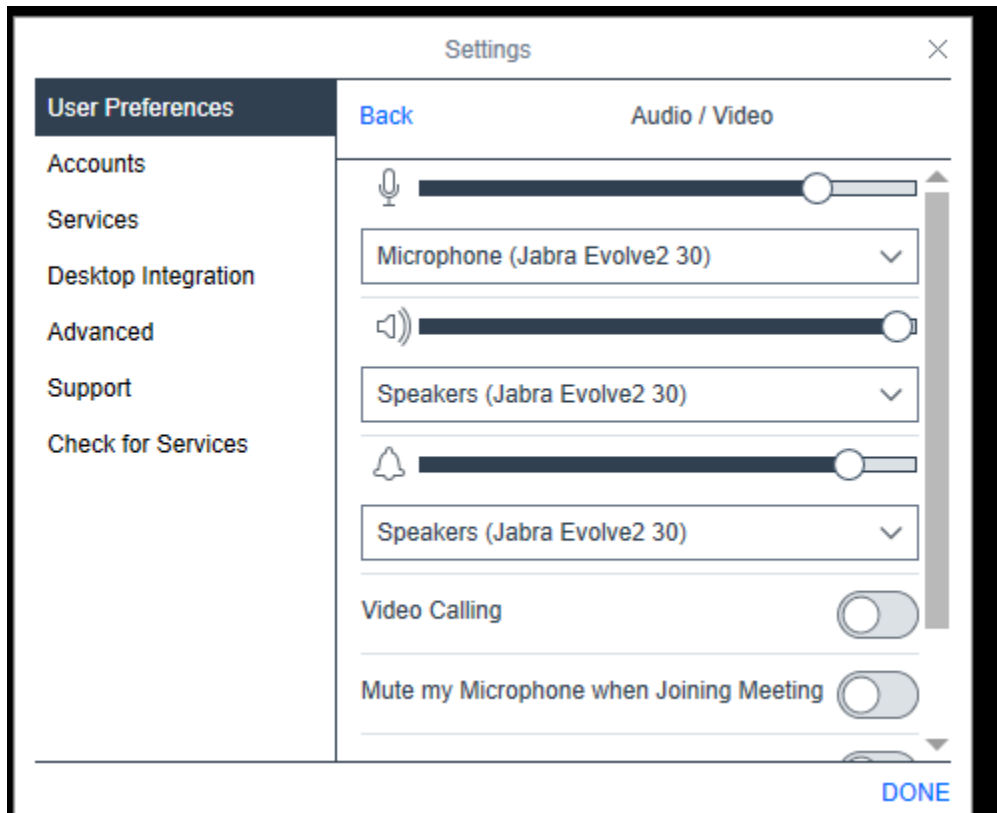 Settings
User Preferences
Accounts
Services
Desktop Integration
Advanced
Support
Check for Services
Back
Audio / Video
Microphone (Jabra Evolve2 30)
Speakers (Jabra Evolve2 30)
Speakers (Jabra Evolve2 30)
Video Calling
Mute my Microphone when Joining Meeting
DONE